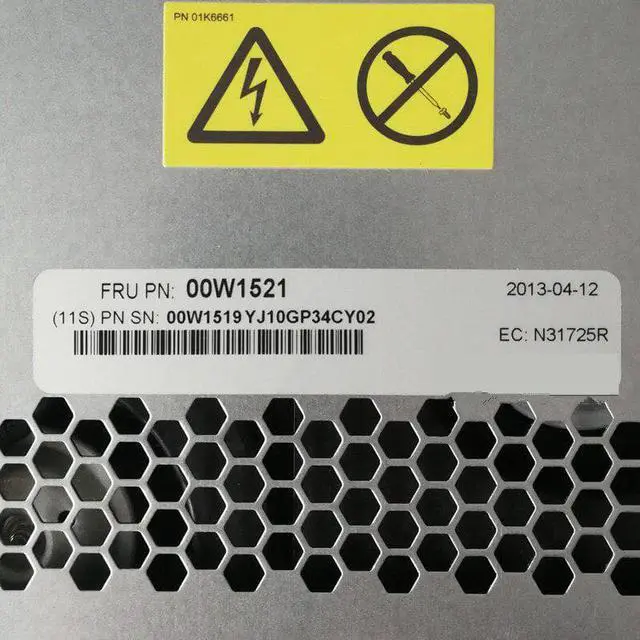 PN 01K6661
FRU PN: 00W1521
2013-04-12
(11S) PN SN: 00W1519 YJ10GP34CY02
EC: N31725R